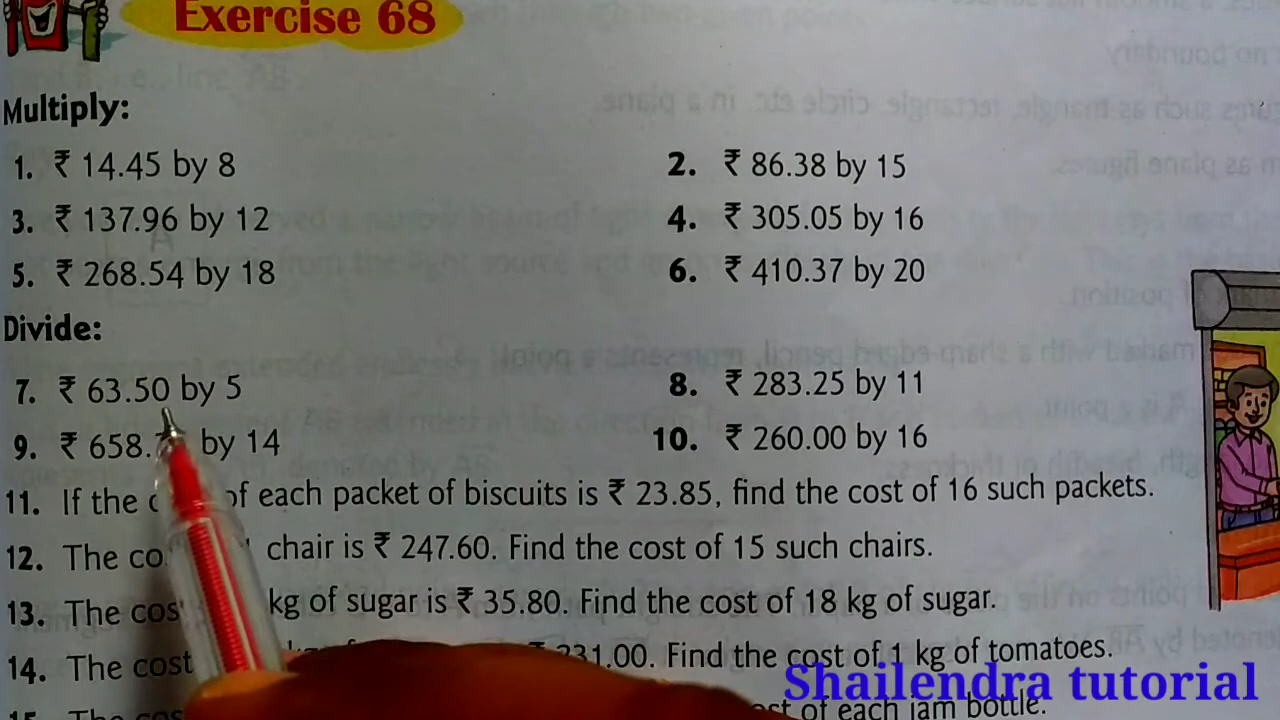 Exercise 68
Multiply:
1. ₹ 14.45 by 8 2. ₹ 86.38 by 15
3. ₹ 137.96 by 12 4. ₹ 305.05 by 16
5. ₹ 268.54 by 18 6. ₹ 410.37 by 20
Divide:
7. ₹ 63.50 by 5 8. ₹ 283.25 by 11
9. ₹ 658. by 14 10. ₹ 260.00 by 16
11. If the of each packet of biscuits is ₹ 23.85, find the cost of 16 such packets.
12. The chair is ₹ 247.60. Find the cost of 15 such chairs.
13. The kg of sugar is ₹ 35.80. Find the cost of 18 kg of sugar.
14. The cost ₹ 231.00. Find the cost of 1 kg of tomatoes.
Shailendra tutorial
15. The of each jam bottle.